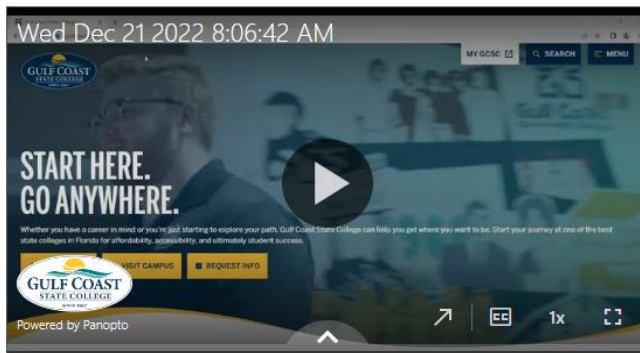 Wed Dec 21 2022 8:06:42 AM
MY GCSC SEARCH MENU
GULF COAST
STATE COLLEGE
START HERE.
GO ANYWHERE.
Whether you have a career in mind or you're just starting to explore your path, Gulf Coast State College can help you get where you want to be. Start your journey at one of the best
state colleges in Florida for affordability, accessibility, and ultimately student success.
VISIT CAMPUS REQUEST INFO
GULF COAST
STATE COLLEGE
SINCE 1957
Powered by Panopto
CC 1x